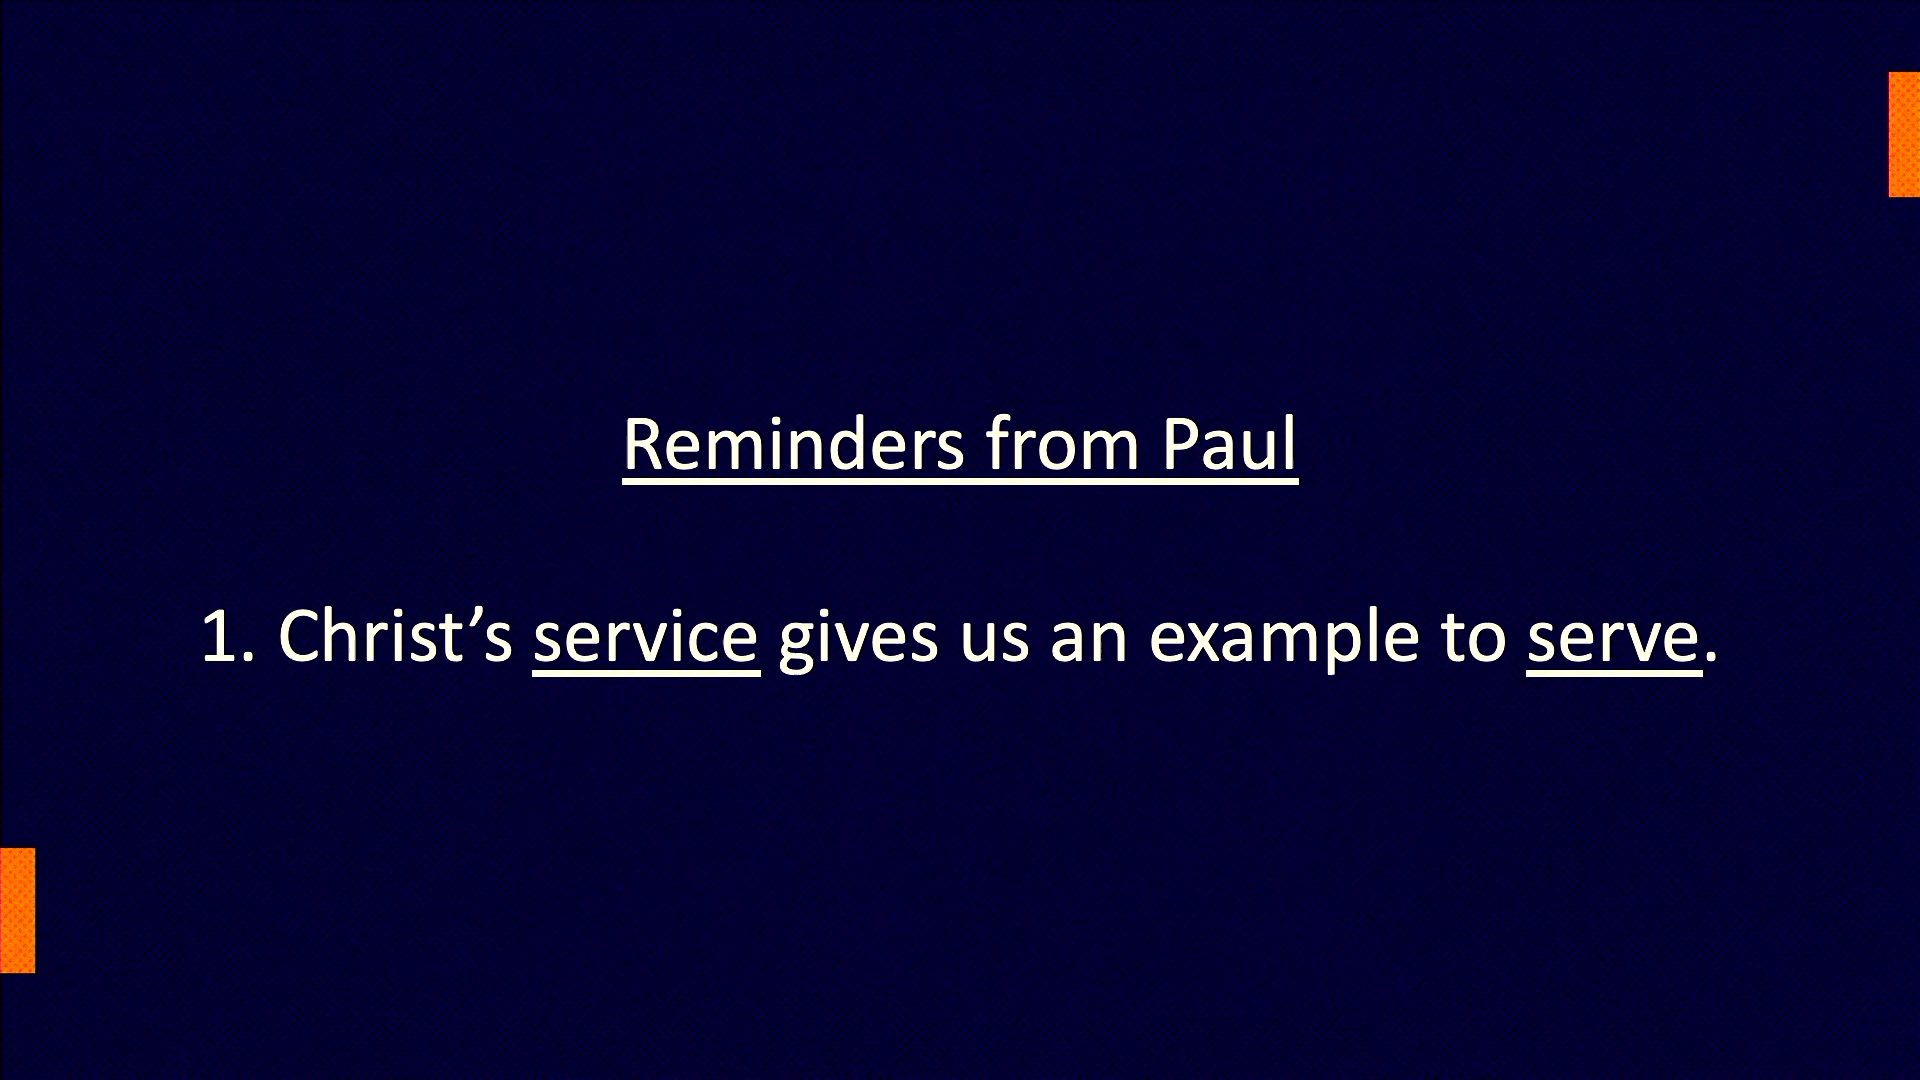 Reminders from Paul
1. Christ’s service gives us an example to serve.